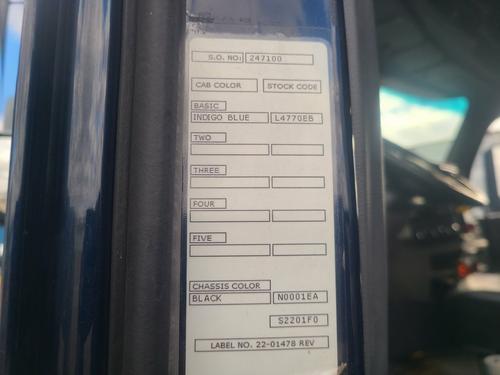 S.O. NO: 247100
CAB COLOR STOCK CODE
BASIC
INDIGO BLUE L4770EB
TWO
THREE
FOUR
FIVE
CHASSIS COLOR
BLACK N0001EA
S2201F0
LABEL NO. 22-01478 REV